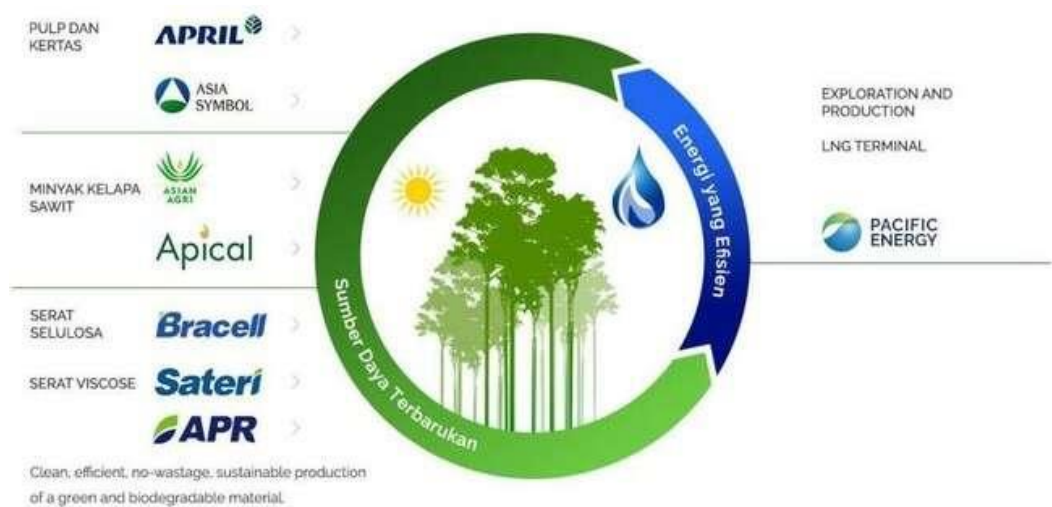 PULP DAN
KERTAS
APRIL
ASIA
SYMBOL
MINYAK KELAPA
SAWIT
ASIAN
AGRI
Apical
SERAT
SELULOSA
Bracell
SERAT VISCOSE
Sateri
APR
Clean, efficient, no-wastage, sustainable production
of a green and biodegradable material.
Sumber Daya Terbarukan
Energi yang Efisien
EXPLORATION AND
PRODUCTION
LNG TERMINAL
PACIFIC
ENERGY